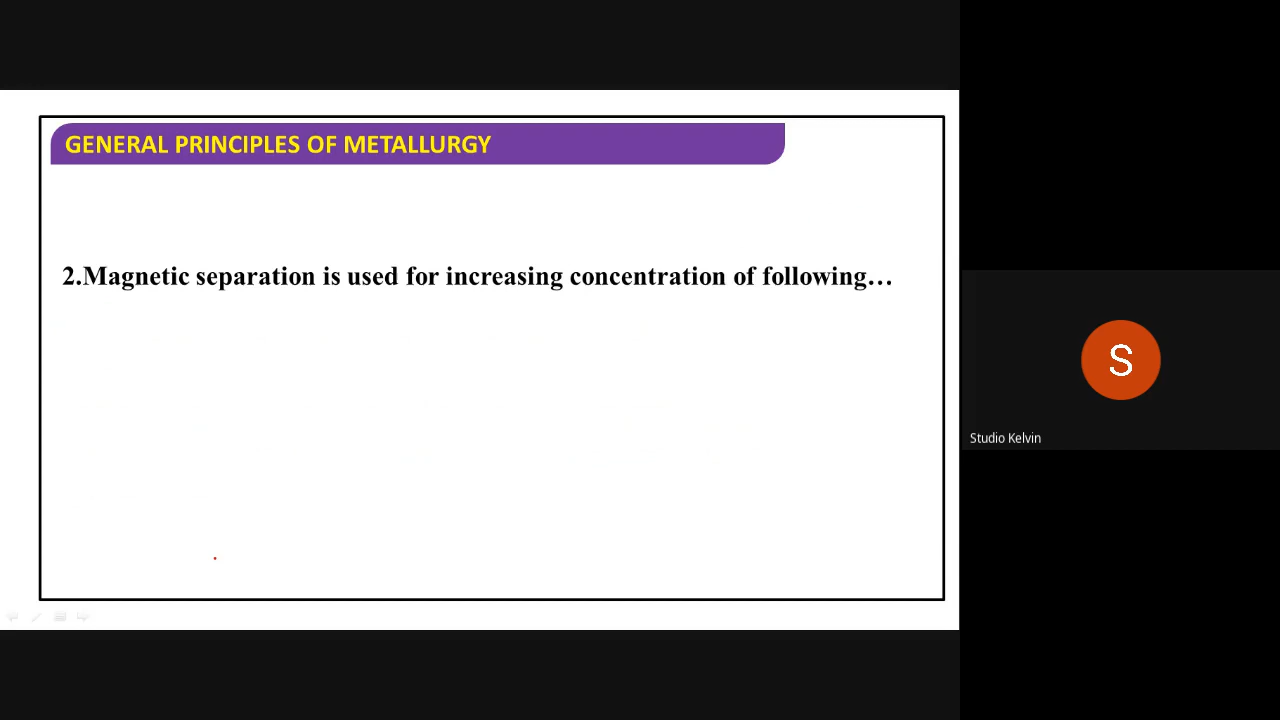 GENERAL PRINCIPLES OF METALLURGY
2.Magnetic separation is used for increasing concentration of following…
S
Studio Kelvin